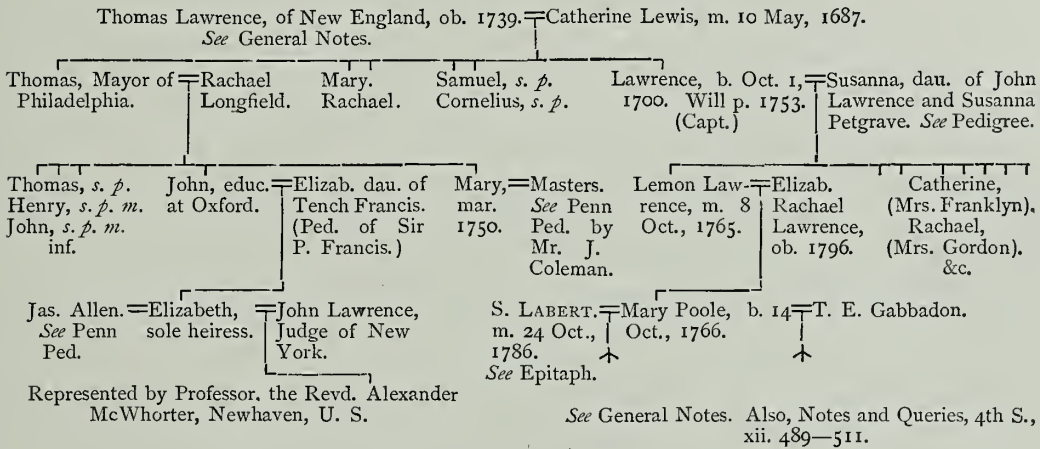 Thomas Lawrence, of New England, ob. 1739.=Catherine Lewis, m. 10 May, 1687.
See General Notes.
Thomas, Mayor of
Philadelphia.
=Rachael
Longfield.
Mary.
Rachael.
Samuel, s. p.
Cornelius, s. p.
Lawrence, b. Oct. 1,
1700. Will p. 1753.
(Capt.)
=Susanna, dau. of John
Lawrence and Susanna
Petgrave. See Pedigree.
Thomas, s. p.
Henry, s. p. m.
John, s. p. m.
inf.
John, educ.
at Oxford.
=Elizab. dau. of
Tench Francis.
(Ped. of Sir
P. Francis.)
Mary,
mar.
1750.
=Masters.
See Penn
Ped. by
Mr. J.
Coleman.
Lemon Law-
rence, m. 8
Oct., 1765.
=Elizab.
Rachael
Lawrence,
ob. 1796.
Catherine,
(Mrs. Franklyn).
Rachael,
(Mrs. Gordon).
&c.
Jas. Allen.
See Penn
Ped.
=Elizabeth,
sole heiress.
=John Lawrence,
Judge of New
York.
S. LABERT.
m. 24 Oct.,
1786.
See Epitaph.
=Mary Poole, b. 14
Oct., 1766.
=T. E. Gabbadon.
Represented by Professor. the Revd. Alexander
McWhorter, Newhaven, U. S.
See General Notes. Also, Notes and Queries, 4th S.,
xii. 489—511.